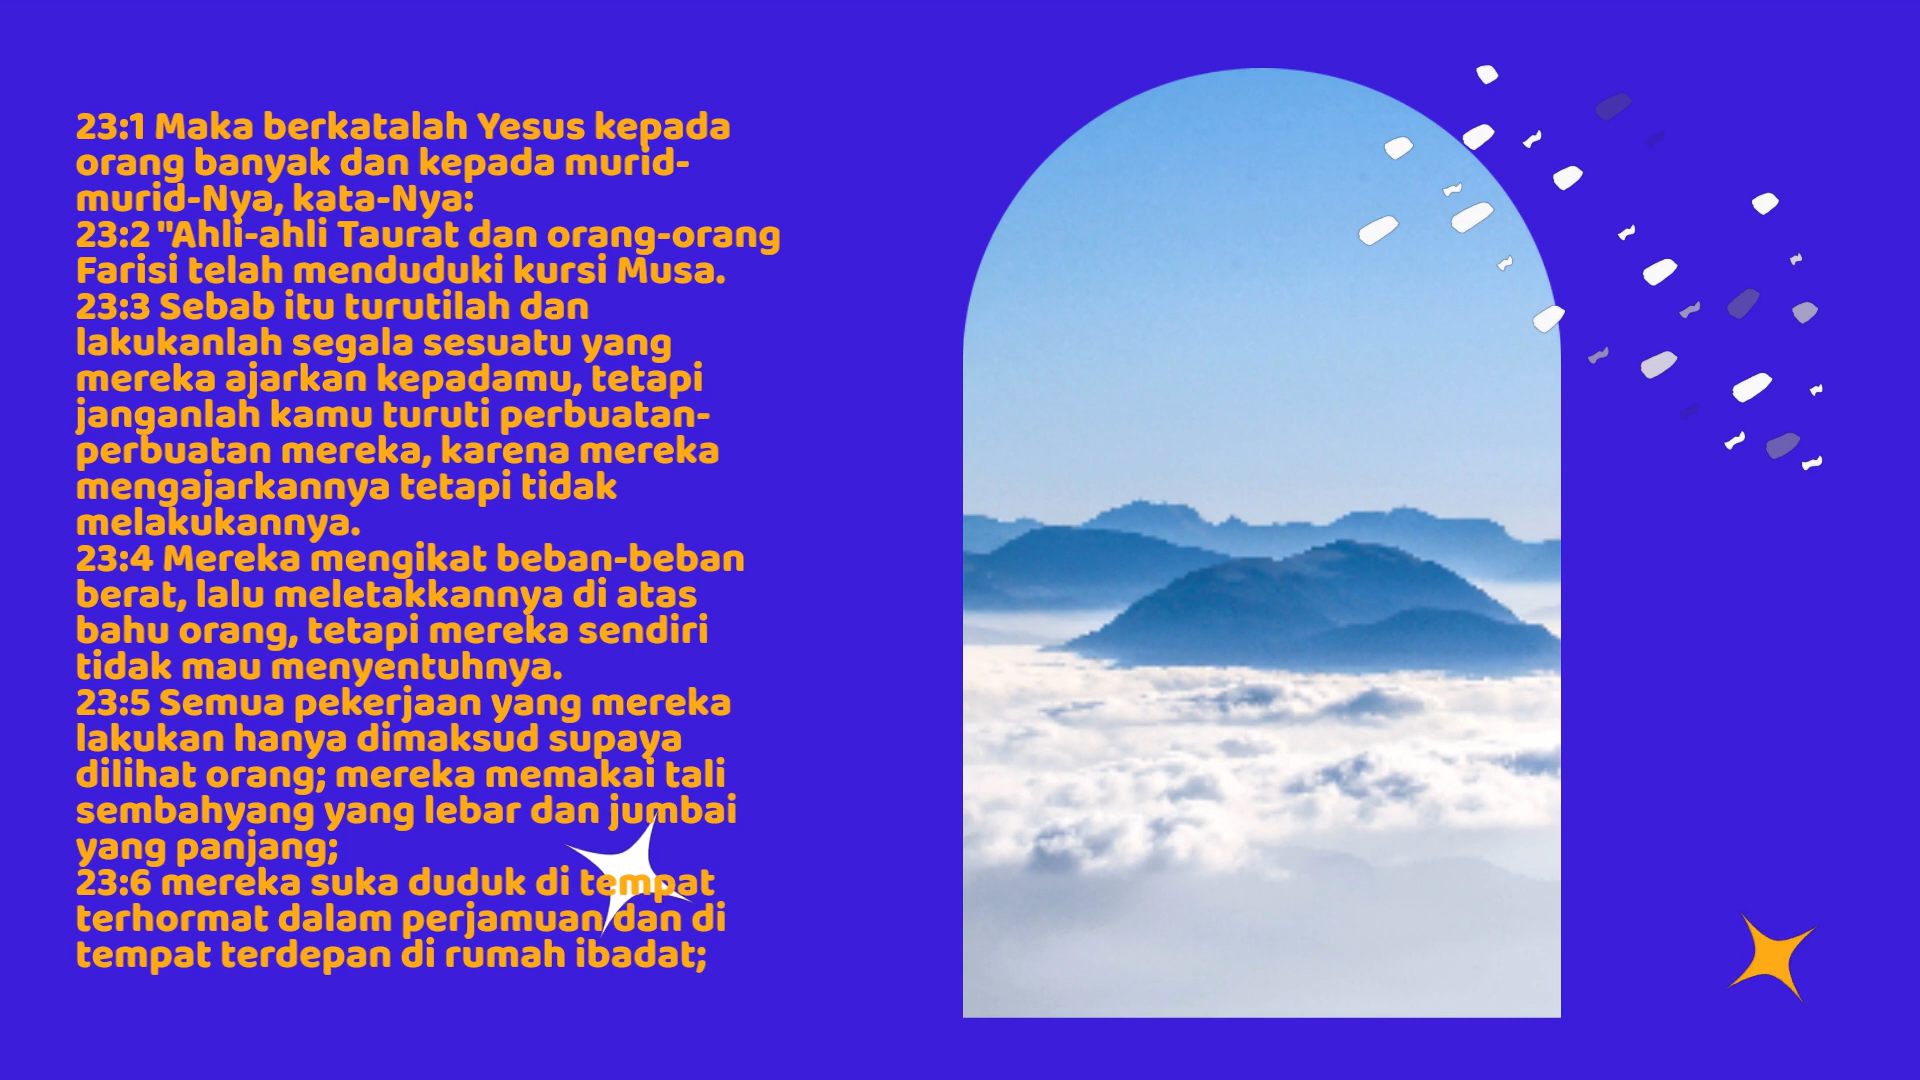 23:1 Maka berkatalah Yesus kepada
orang banyak dan kepada murid-
murid-Nya, kata-Nya:
23:2 "Ahli-ahli Taurat dan orang-orang
Farisi telah menduduki kursi Musa.
23:3 Sebab itu turutilah dan
lakukanlah segala sesuatu yang
mereka ajarkan kepadamu, tetapi
janganlah kamu turuti perbuatan-
perbuatan mereka, karena mereka
mengajarkannya tetapi tidak
melakukannya.
23:4 Mereka mengikat beban-beban
berat, lalu meletakkannya di atas
bahu orang, tetapi mereka sendiri
tidak mau menyentuhnya.
23:5 Semua pekerjaan yang mereka
lakukan hanya dimaksud supaya
dilihat orang; mereka memakai tali
sembahyang yang lebar dan jumbai
yang panjang;
23:6 mereka suka duduk di tempat
terhormat dalam perjamuan dan di
tempat terdepan di rumah ibadat;